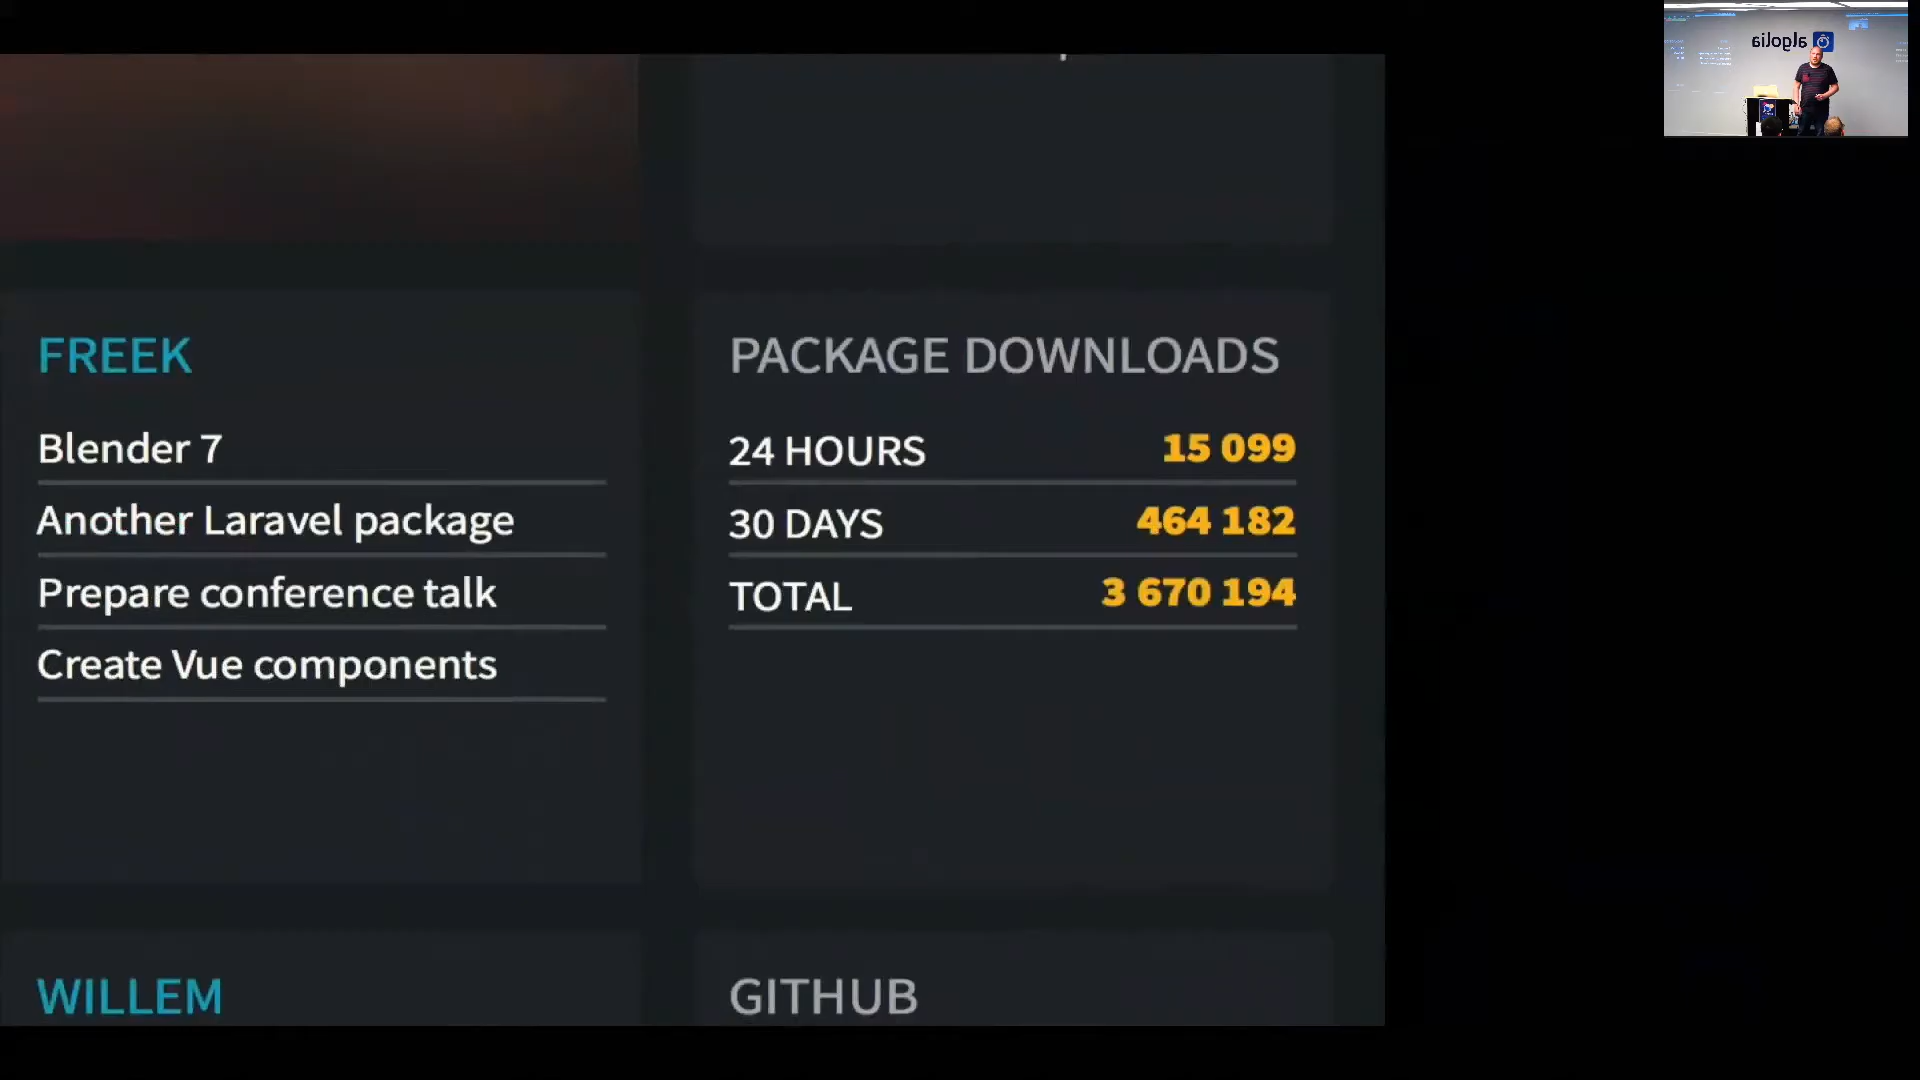 algolia
FREEK
Blender 7
Another Laravel package
Prepare conference talk
Create Vue components
PACKAGE DOWNLOADS
24 HOURS 15 099
30 DAYS 464 182
TOTAL 3 670 194
WILLEM
GITHUB